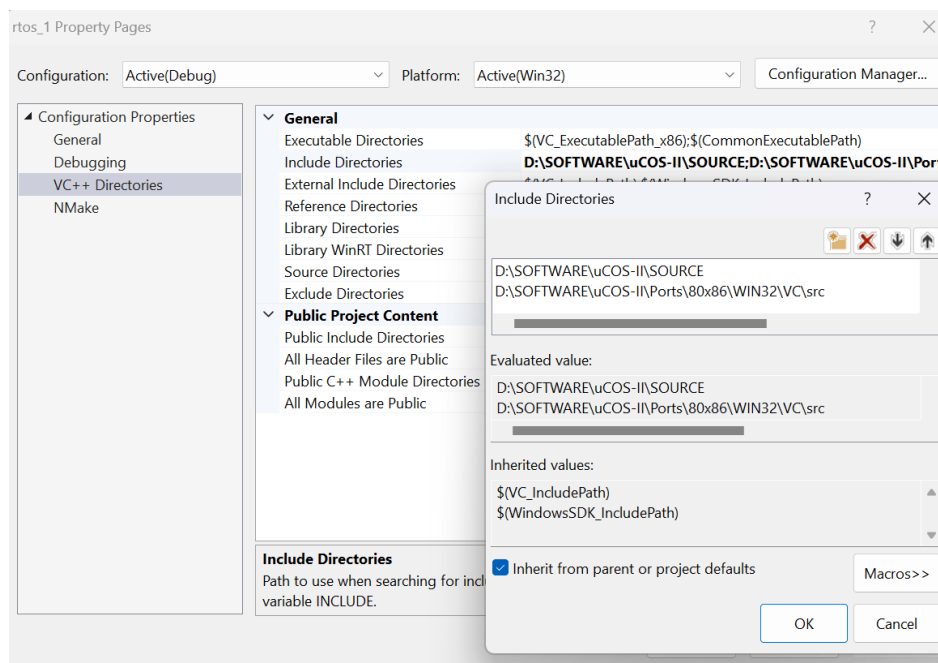 rtos_1 Property Pages
Configuration: Active(Debug) Platform: Active(Win32) Configuration Manager...
Configuration Properties
General
Debugging
VC++ Directories
NMake
General
Executable Directories $(VC_ExecutablePath_x86);$(CommonExecutablePath)
Include Directories D:\SOFTWARE\uCOS-II\SOURCE;D:\SOFTWARE\uCOS-II\Por
External Include Directories
Reference Directories
Library Directories
Library WinRT Directories
Source Directories
Exclude Directories
Public Project Content
Public Include Directories
All Header Files are Public
Public C++ Module Directories
All Modules are Public
Include Directories
Path to use when searching for incl
variable INCLUDE.
Include Directories
D:\SOFTWARE\uCOS-II\SOURCE
D:\SOFTWARE\uCOS-II\Ports\80x86\WIN32\VC\src
Evaluated value:
D:\SOFTWARE\uCOS-II\SOURCE
D:\SOFTWARE\uCOS-II\Ports\80x86\WIN32\VC\src
Inherited values:
$(VC_IncludePath)
$(WindowsSDK_IncludePath)
Inherit from parent or project defaults
Macros>>
OK Cancel